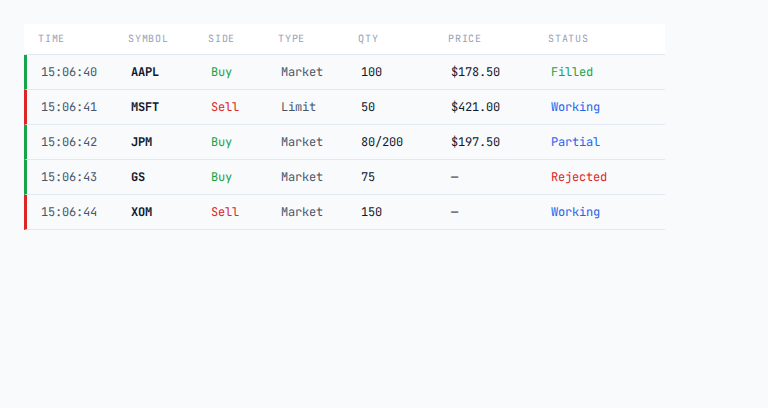 TIME SYMBOL SIDE TYPE QTY PRICE STATUS
15:06:40 AAPL Buy Market 100 $178.50 Filled
15:06:41 MSFT Sell Limit 50 $421.00 Working
15:06:42 JPM Buy Market 80/200 $197.50 Partial
15:06:43 GS Buy Market 75 — Rejected
15:06:44 XOM Sell Market 150 — Working